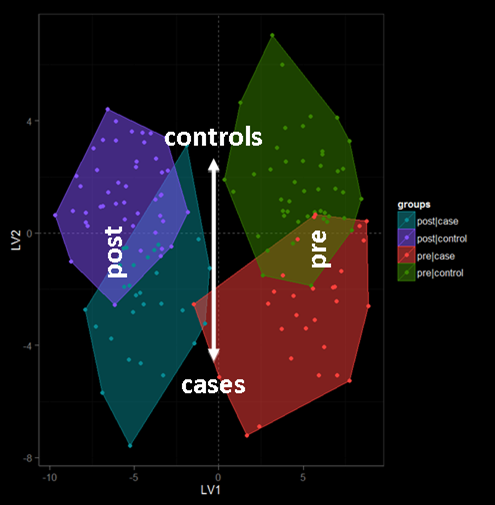 controls
post
pre
cases
4
0
-4
-8
LV2
-10
-5
0
5
LV1
groups
post|case
post|control
pre|case
pre|control